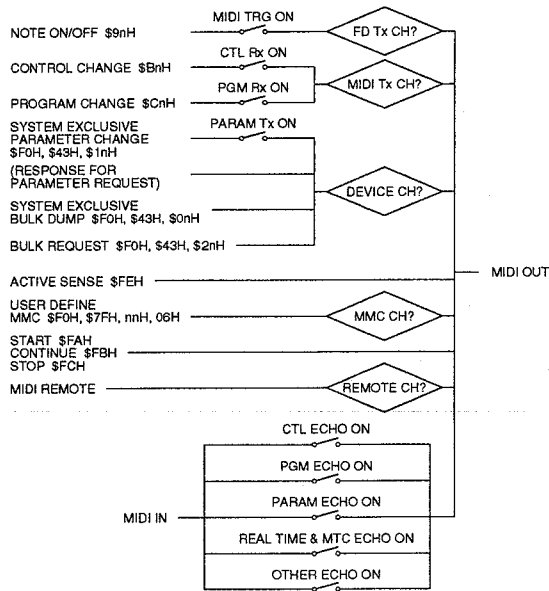 MIDI TRG ON
NOTE ON/OFF $9nH
FD Tx CH?
CTL Rx ON
CONTROL CHANGE $BnH
MIDI Tx CH?
PGM Rx ON
PROGRAM CHANGE $CnH
SYSTEM EXCLUSIVE
PARAMETER CHANGE
$F0H, $43H, $1nH
PARAM Tx ON
(RESPONSE FOR
PARAMETER REQUEST)
DEVICE CH?
SYSTEM EXCLUSIVE
BULK DUMP $F0H, $43H, $0nH
BULK REQUEST $F0H, $43H, $2nH
MIDI OUT
ACTIVE SENSE $FEH
USER DEFINE
MMC $F0H, $7FH, nnH, 06H
MMC CH?
START $FAH
CONTINUE $FBH
STOP $FCH
MIDI REMOTE
REMOTE CH?
CTL ECHO ON
PGM ECHO ON
PARAM ECHO ON
MIDI IN
REAL TIME & MTC ECHO ON
OTHER ECHO ON